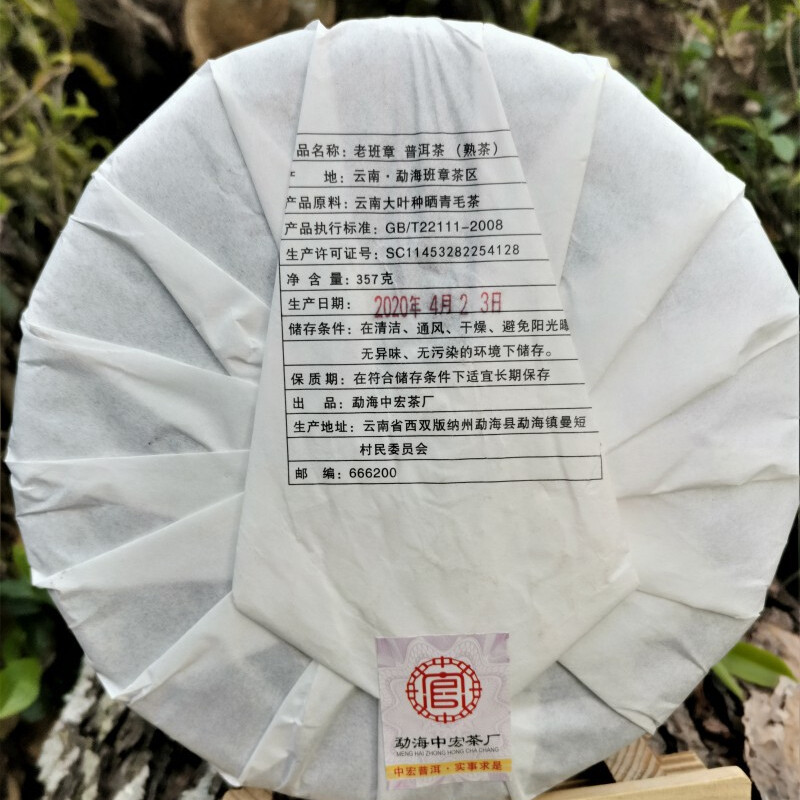 品名称：老班章 普洱茶（熟茶）
地：云南·勐海班章茶区
产品原料：云南大叶种晒青毛茶
产品执行标准：GB/T22111-2008
生产许可证号：SC11453282254128
净 含 量：357克
生产日期：2020年 4月 2 3日
储存条件：在清洁、通风、干燥、避免阳光
无异味、无污染的环境下储存。
保 质 期：在符合储存条件下适宜长期保存
出 品：勐海中宏茶厂
生产地址：云南省西双版纳州勐海县勐海镇曼短
村民委员会
邮 编：666200
官
勐海中宏茶厂
MENG HAI ZHONG HONG CHA CHANG
中宏普洱·实事求是